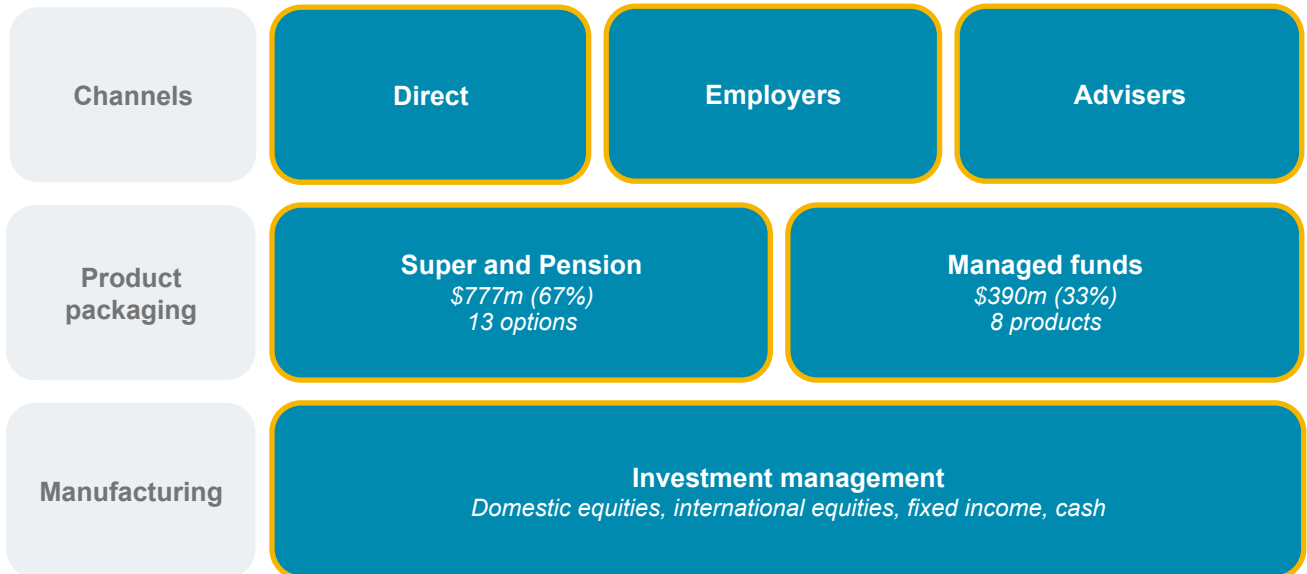 Channels
Direct
Employers
Advisers
Product
packaging
Super and Pension
$777m (67%)
13 options
Managed funds
$390m (33%)
8 products
Manufacturing
Investment management
Domestic equities, international equities, fixed income, cash